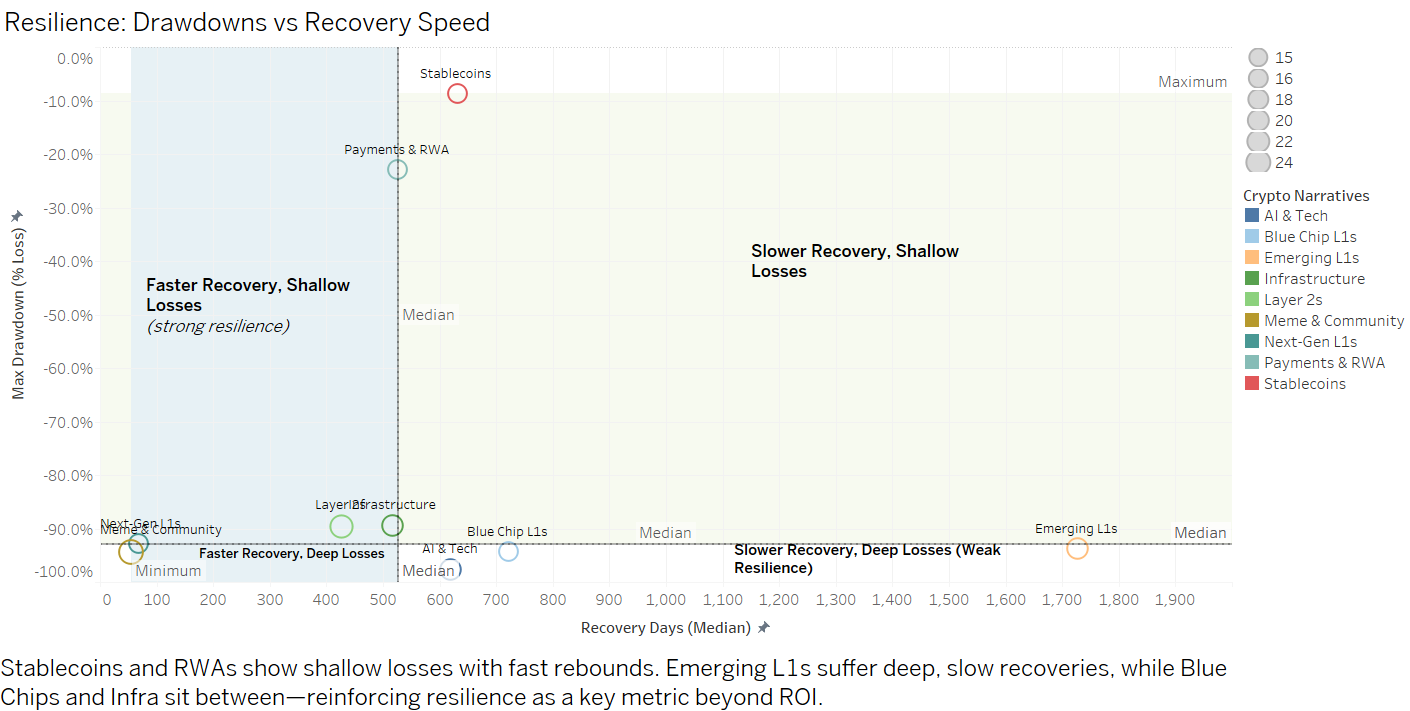 Resilience: Drawdowns vs Recovery Speed
0.0%
-10.0%
-20.0%
-30.0%
-40.0%
-50.0%
-60.0%
-70.0%
-80.0%
-90.0%
-100.0%
Max Drawdown (% Loss)
Stablecoins
Maximum
Payments & RWA
Slower Recovery, Shallow
Losses
Faster Recovery, Shallow
Losses
(strong resilience)
Median
Layer 2s
Infrastructure
Next-Gen L1s
Meme & Community
Blue Chip L1s
Median
Emerging L1s
Median
Faster Recovery, Deep Losses
AI & Tech
Slower Recovery, Deep Losses (Weak
Resilience)
Minimum
Median
0 100 200 300 400 500 600 700 800 900 1,000 1,100 1,200 1,300 1,400 1,500 1,600 1,700 1,800 1,900
Recovery Days (Median)
15
16
18
20
22
24
Crypto Narratives
AI & Tech
Blue Chip L1s
Emerging L1s
Infrastructure
Layer 2s
Meme & Community
Next-Gen L1s
Payments & RWA
Stablecoins
Stablecoins and RWAs show shallow losses with fast rebounds. Emerging L1s suffer deep, slow recoveries, while Blue
Chips and Infra sit between—reinforcing resilience as a key metric beyond ROI.